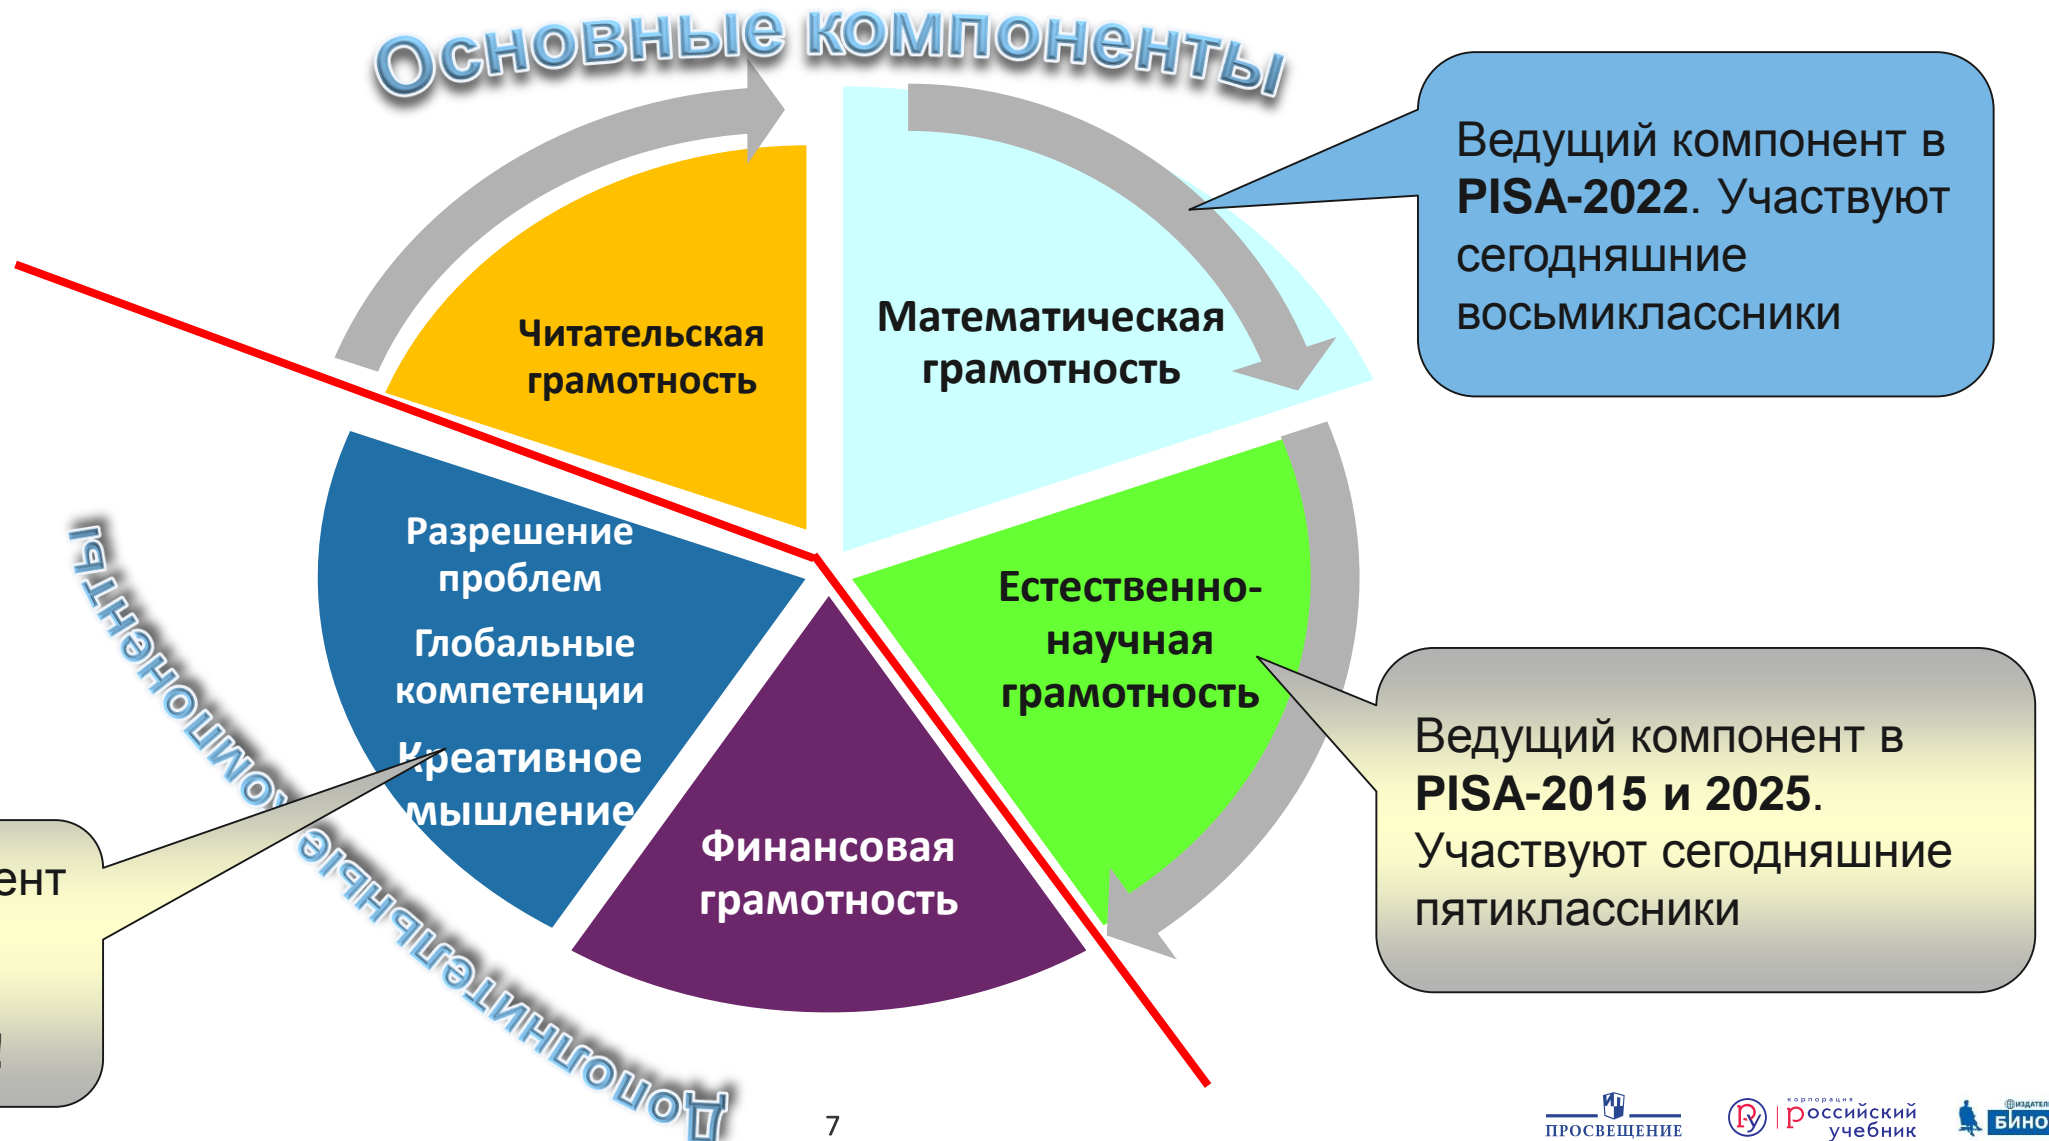 Основные компоненты
Ведущий компонент в
PISA-2022. Участвуют
сегодняшние
восьмиклассники
Читательская
грамотность
Математическая
грамотность
Разрешение
проблем
Глобальные
компетенции
Креативное
мышление
Естественно-
научная
грамотность
Финансовая
грамотность
Ведущий компонент в
PISA-2015 и 2025.
Участвуют сегодняшние
пятиклассники
Дополнительные компоненты
ент
!
7
ПРОСВЕЩЕНИЕ
корпорация
российский
учебник